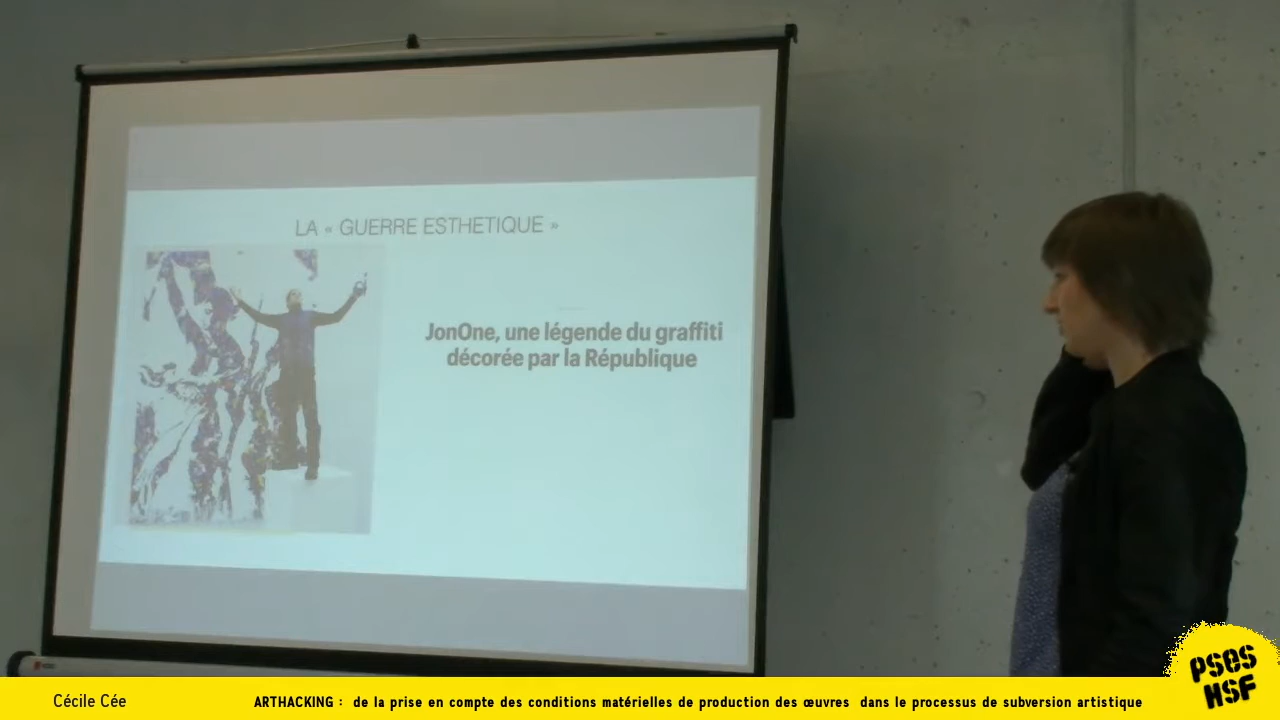 LA « GUERRE ESTHETIQUE »
JonOne, une légende du graffiti
décorée par la République
PSES
HSF
Cécile Cée
ARTHACKING : de la prise en compte des conditions matérielles de production des œuvres dans le processus de subversion artistique